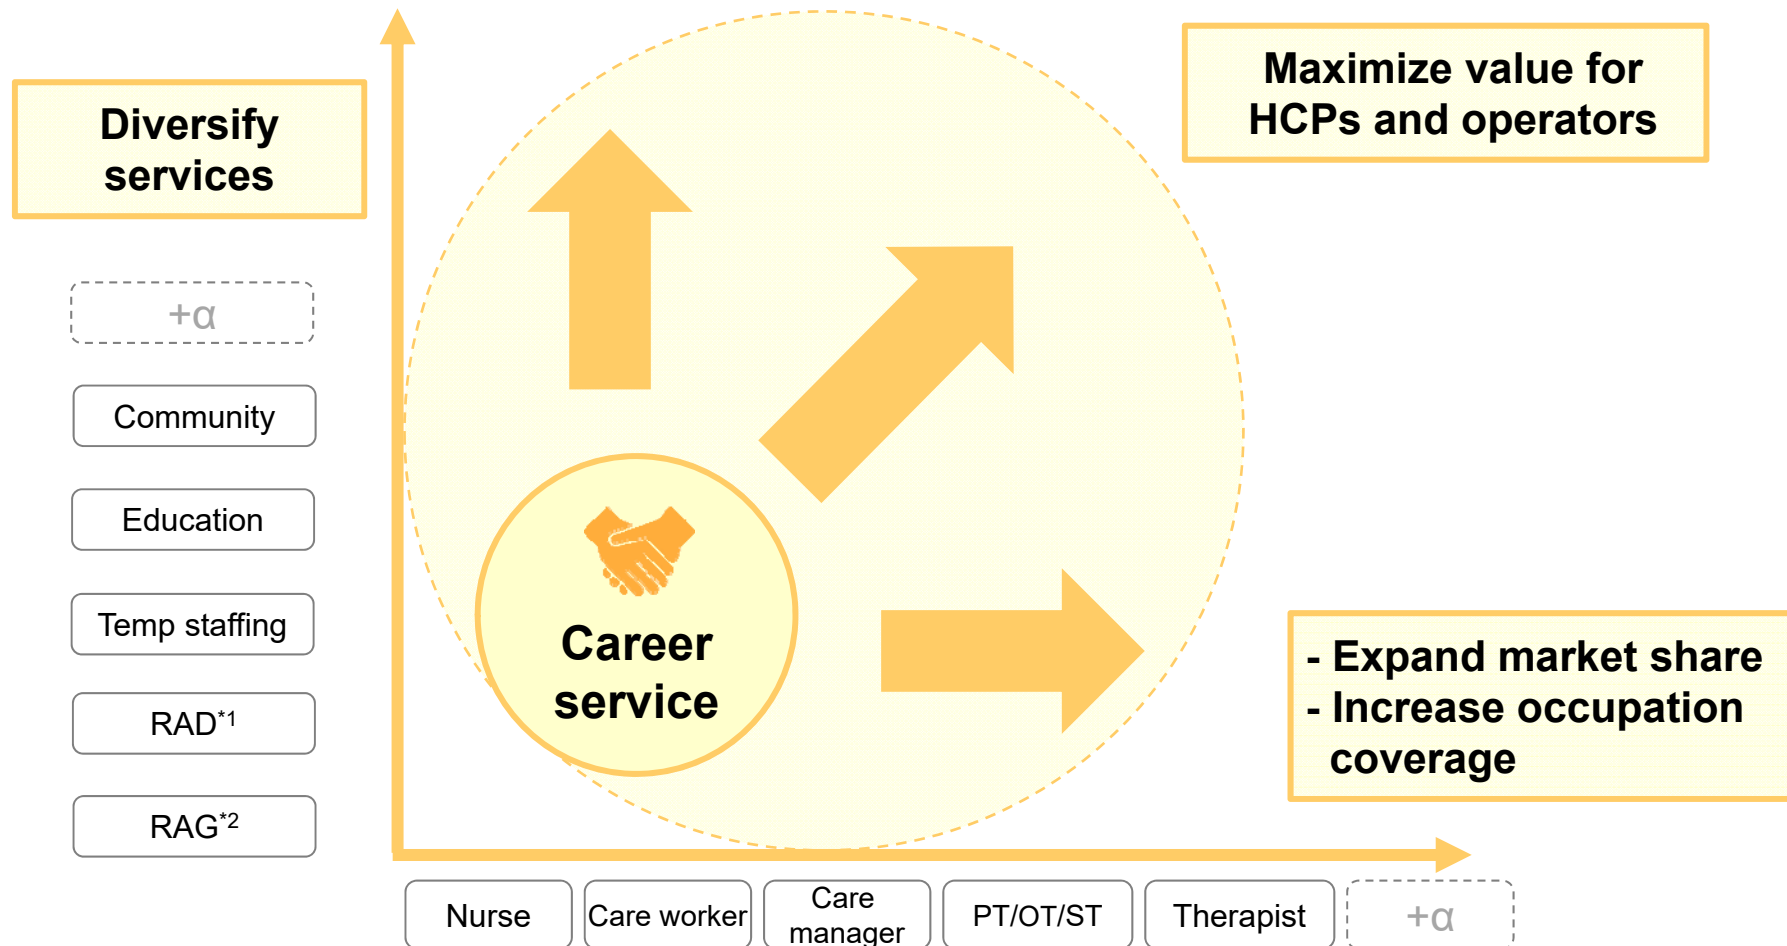 Diversify
services
Maximize value for
HCPs and operators
+α
Community
Education
Temp staffing
RAD*1
RAG*2
Career
service
- Expand market share
- Increase occupation
coverage
Nurse
Care worker
Care
manager
PT/OT/ST
Therapist
+α